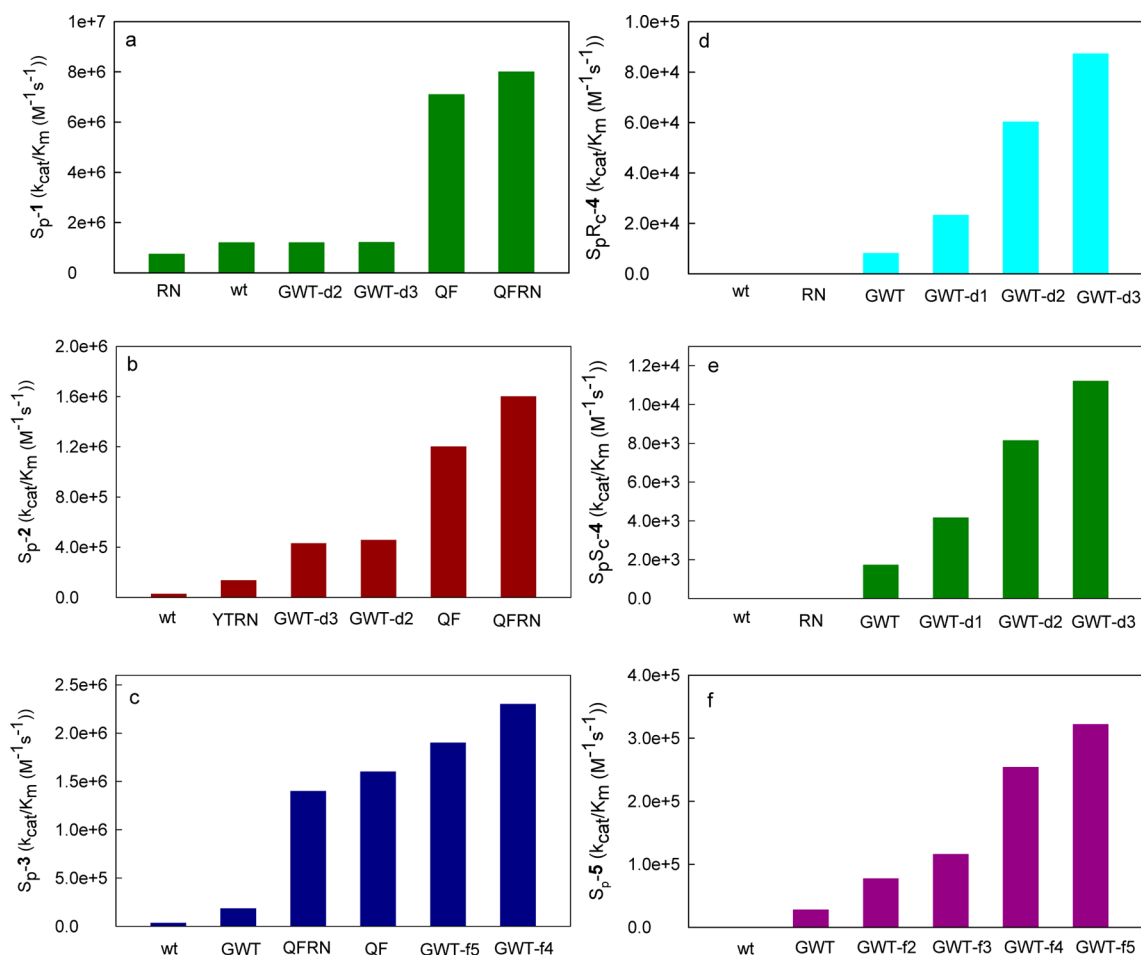 a
Sp-1 (kcat/Km (M-1s-1))
1e+7
8e+6
6e+6
4e+6
2e+6
0
RN wt GWT-d2 GWT-d3 QF QFRN
d
SpRc-4 (kcat/Km (M-1s-1))
1.0e+5
8.0e+4
6.0e+4
4.0e+4
2.0e+4
0.0
wt RN GWT GWT-d1 GWT-d2 GWT-d3
b
Sp-2 (kcat/Km (M-1s-1))
2.0e+6
1.6e+6
1.2e+6
8.0e+5
4.0e+5
0.0
wt YTRN GWT-d3 GWT-d2 QF QFRN
e
SpSc-4 (kcat/Km (M-1s-1))
1.2e+4
1.0e+4
8.0e+3
6.0e+3
4.0e+3
2.0e+3
0.0
wt RN GWT GWT-d1 GWT-d2 GWT-d3
c
Sp-3 (kcat/Km (M-1s-1))
2.5e+6
2.0e+6
1.5e+6
1.0e+6
5.0e+5
0.0
wt GWT QFRN QF GWT-f5 GWT-f4
f
Sp-5 (kcat/Km (M-1s-1))
4.0e+5
3.0e+5
2.0e+5
1.0e+5
0.0
wt GWT GWT-f2 GWT-f3 GWT-f4 GWT-f5